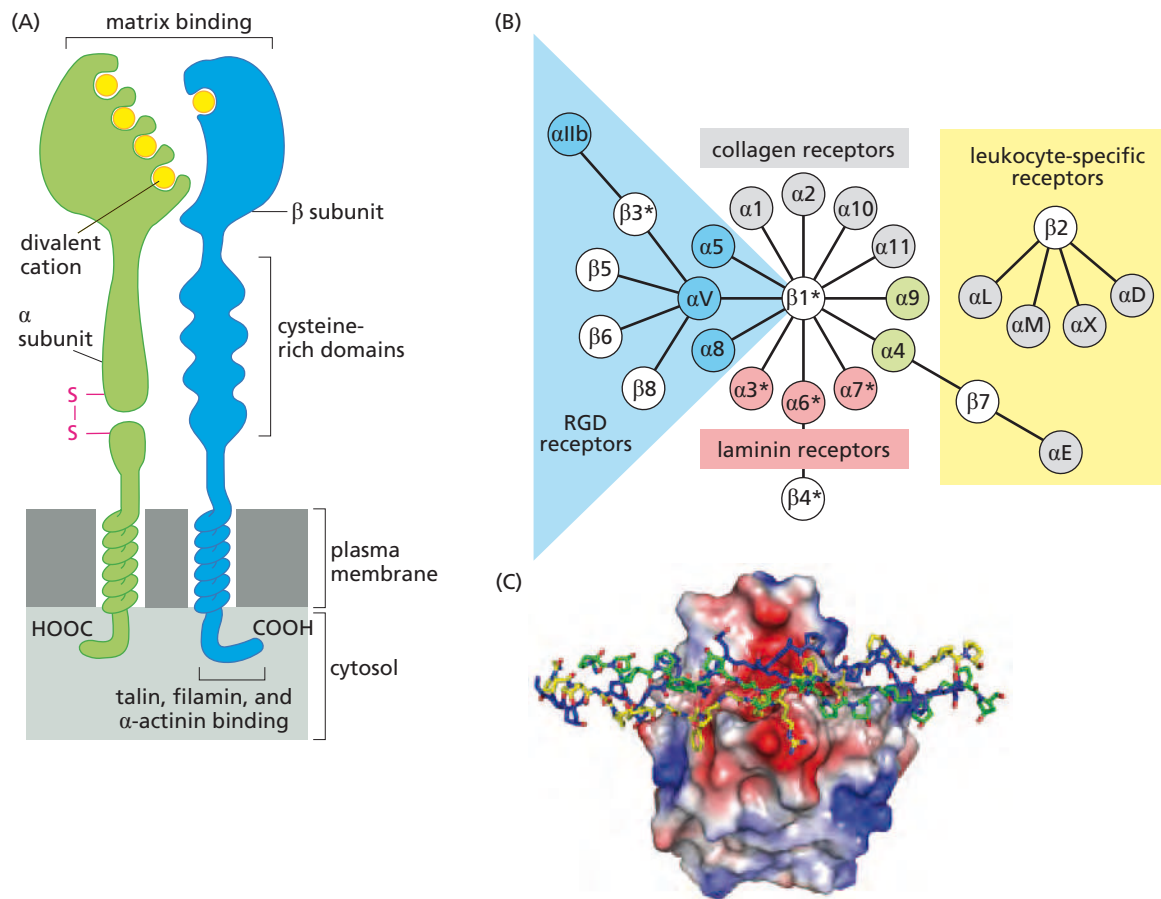 (A)
matrix binding
divalent
cation
β subunit
α
subunit
cysteine-
rich domains
S
S
plasma
membrane
HOOC
COOH
cytosol
talin, filamin, and
α-actinin binding
(B)
αIIb
β3*
β5
αV
β6
β8
α5
α8
RGD
receptors
collagen receptors
α1
α2
α10
α11
β1*
α9
α4
α3*
α6*
α7*
laminin receptors
β4*
leukocyte-specific
receptors
β2
αL
αM
αX
αD
β7
αE
(C)